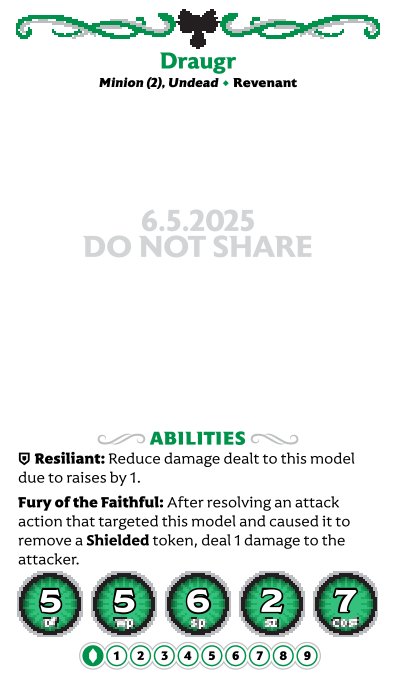 Draugr
Minion (2), Undead • Revenant
6.5.2025
DO NOT SHARE
ABILITIES
Resiliant: Reduce damage dealt to this model
due to raises by 1.
Fury of the Faithful: After resolving an attack
action that targeted this model and caused it to
remove a Shielded token, deal 1 damage to the
attacker.
5 5 6 2 7
Df Wp Sp Sz Cost
1 2 3 4 5 6 7 8 9